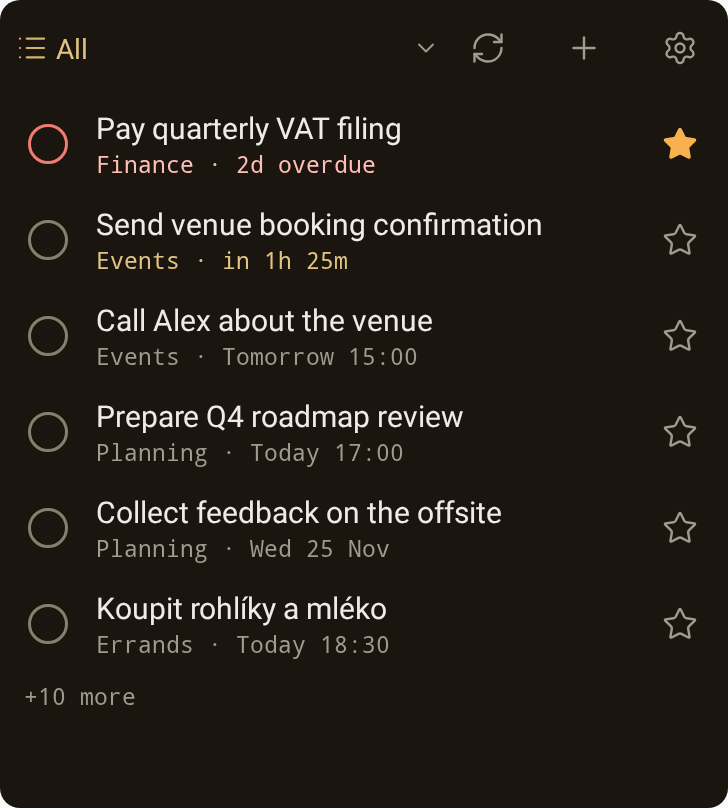 All
Pay quarterly VAT filing
Finance · 2d overdue
Send venue booking confirmation
Events · in 1h 25m
Call Alex about the venue
Events · Tomorrow 15:00
Prepare Q4 roadmap review
Planning · Today 17:00
Collect feedback on the offsite
Planning · Wed 25 Nov
Koupit rohlíky a mléko
Errands · Today 18:30
+10 more